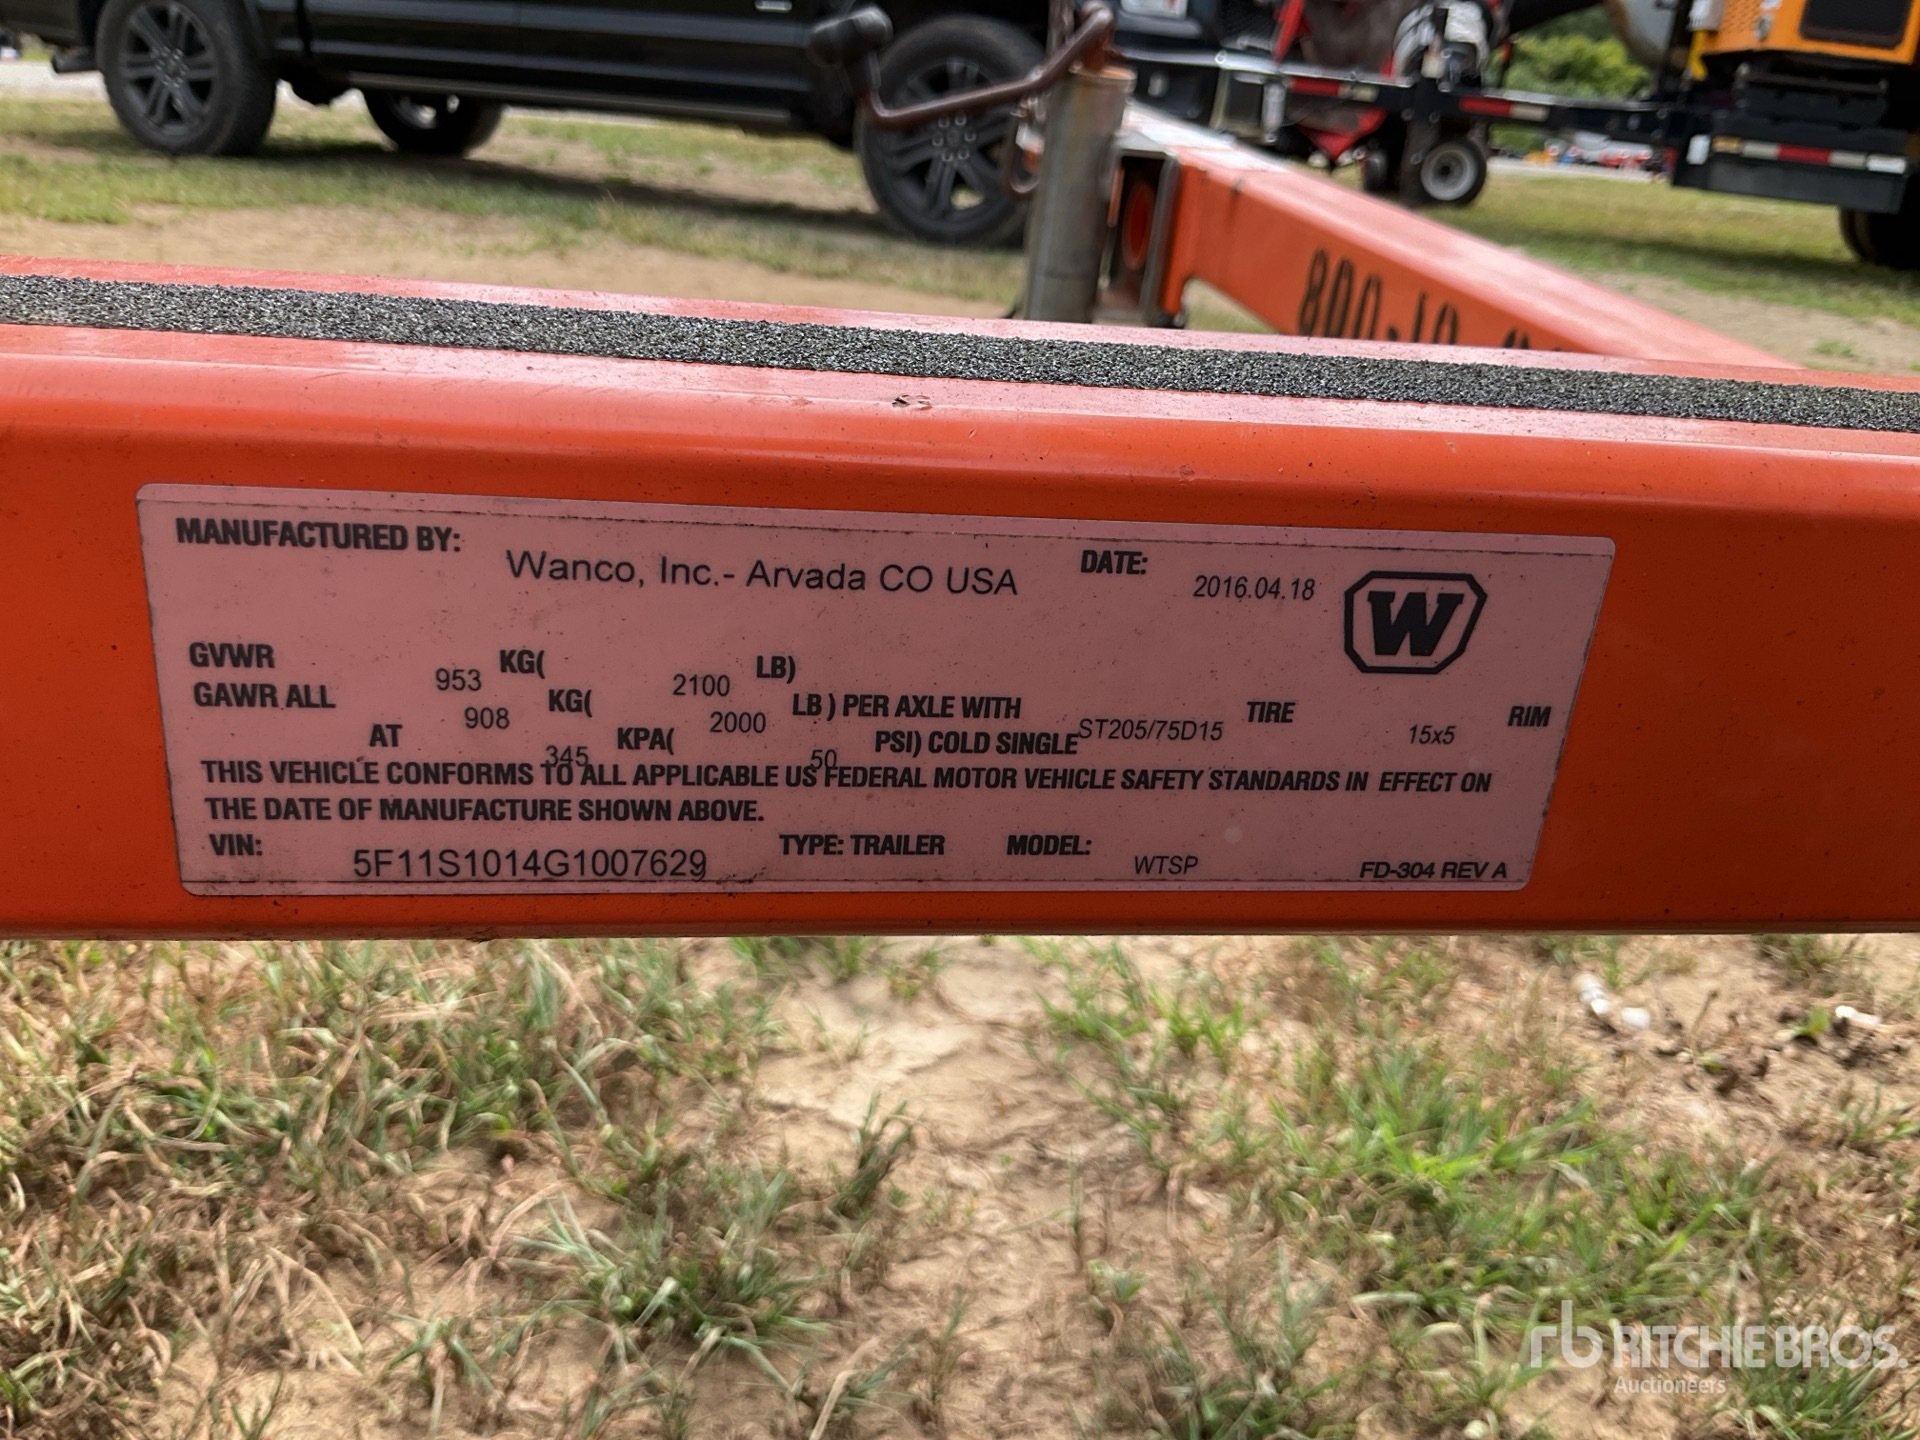 MANUFACTURED BY: Wanco, Inc.- Arvada CO USA DATE: 2016.04.18
W
GVWR 953 KG( 2100 LB)
GAWR ALL 908 KG( 2000 LB ) PER AXLE WITH ST205/75D15 TIRE 15x5 RIM
AT 345 KPA( 50 PSI) COLD SINGLE
THIS VEHICLE CONFORMS TO ALL APPLICABLE US FEDERAL MOTOR VEHICLE SAFETY STANDARDS IN EFFECT ON
THE DATE OF MANUFACTURE SHOWN ABOVE.
VIN: 5F11S1014G1007629 TYPE: TRAILER MODEL: WTSP FD-304 REV A
rb RITCHIE BROS.
Auctioneers